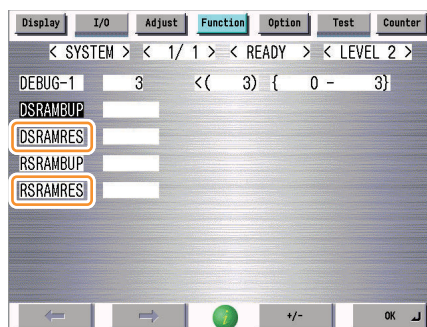 Display I/O Adjust Function Option Test Counter
< SYSTEM > < 1/ 1 > < READY > < LEVEL 2 >
DEBUG-1 3 <( 3) { 0 - 3}
DSRAMBUP
DSRAMRES
RSRAMBUP
RSRAMRES
+/- OK